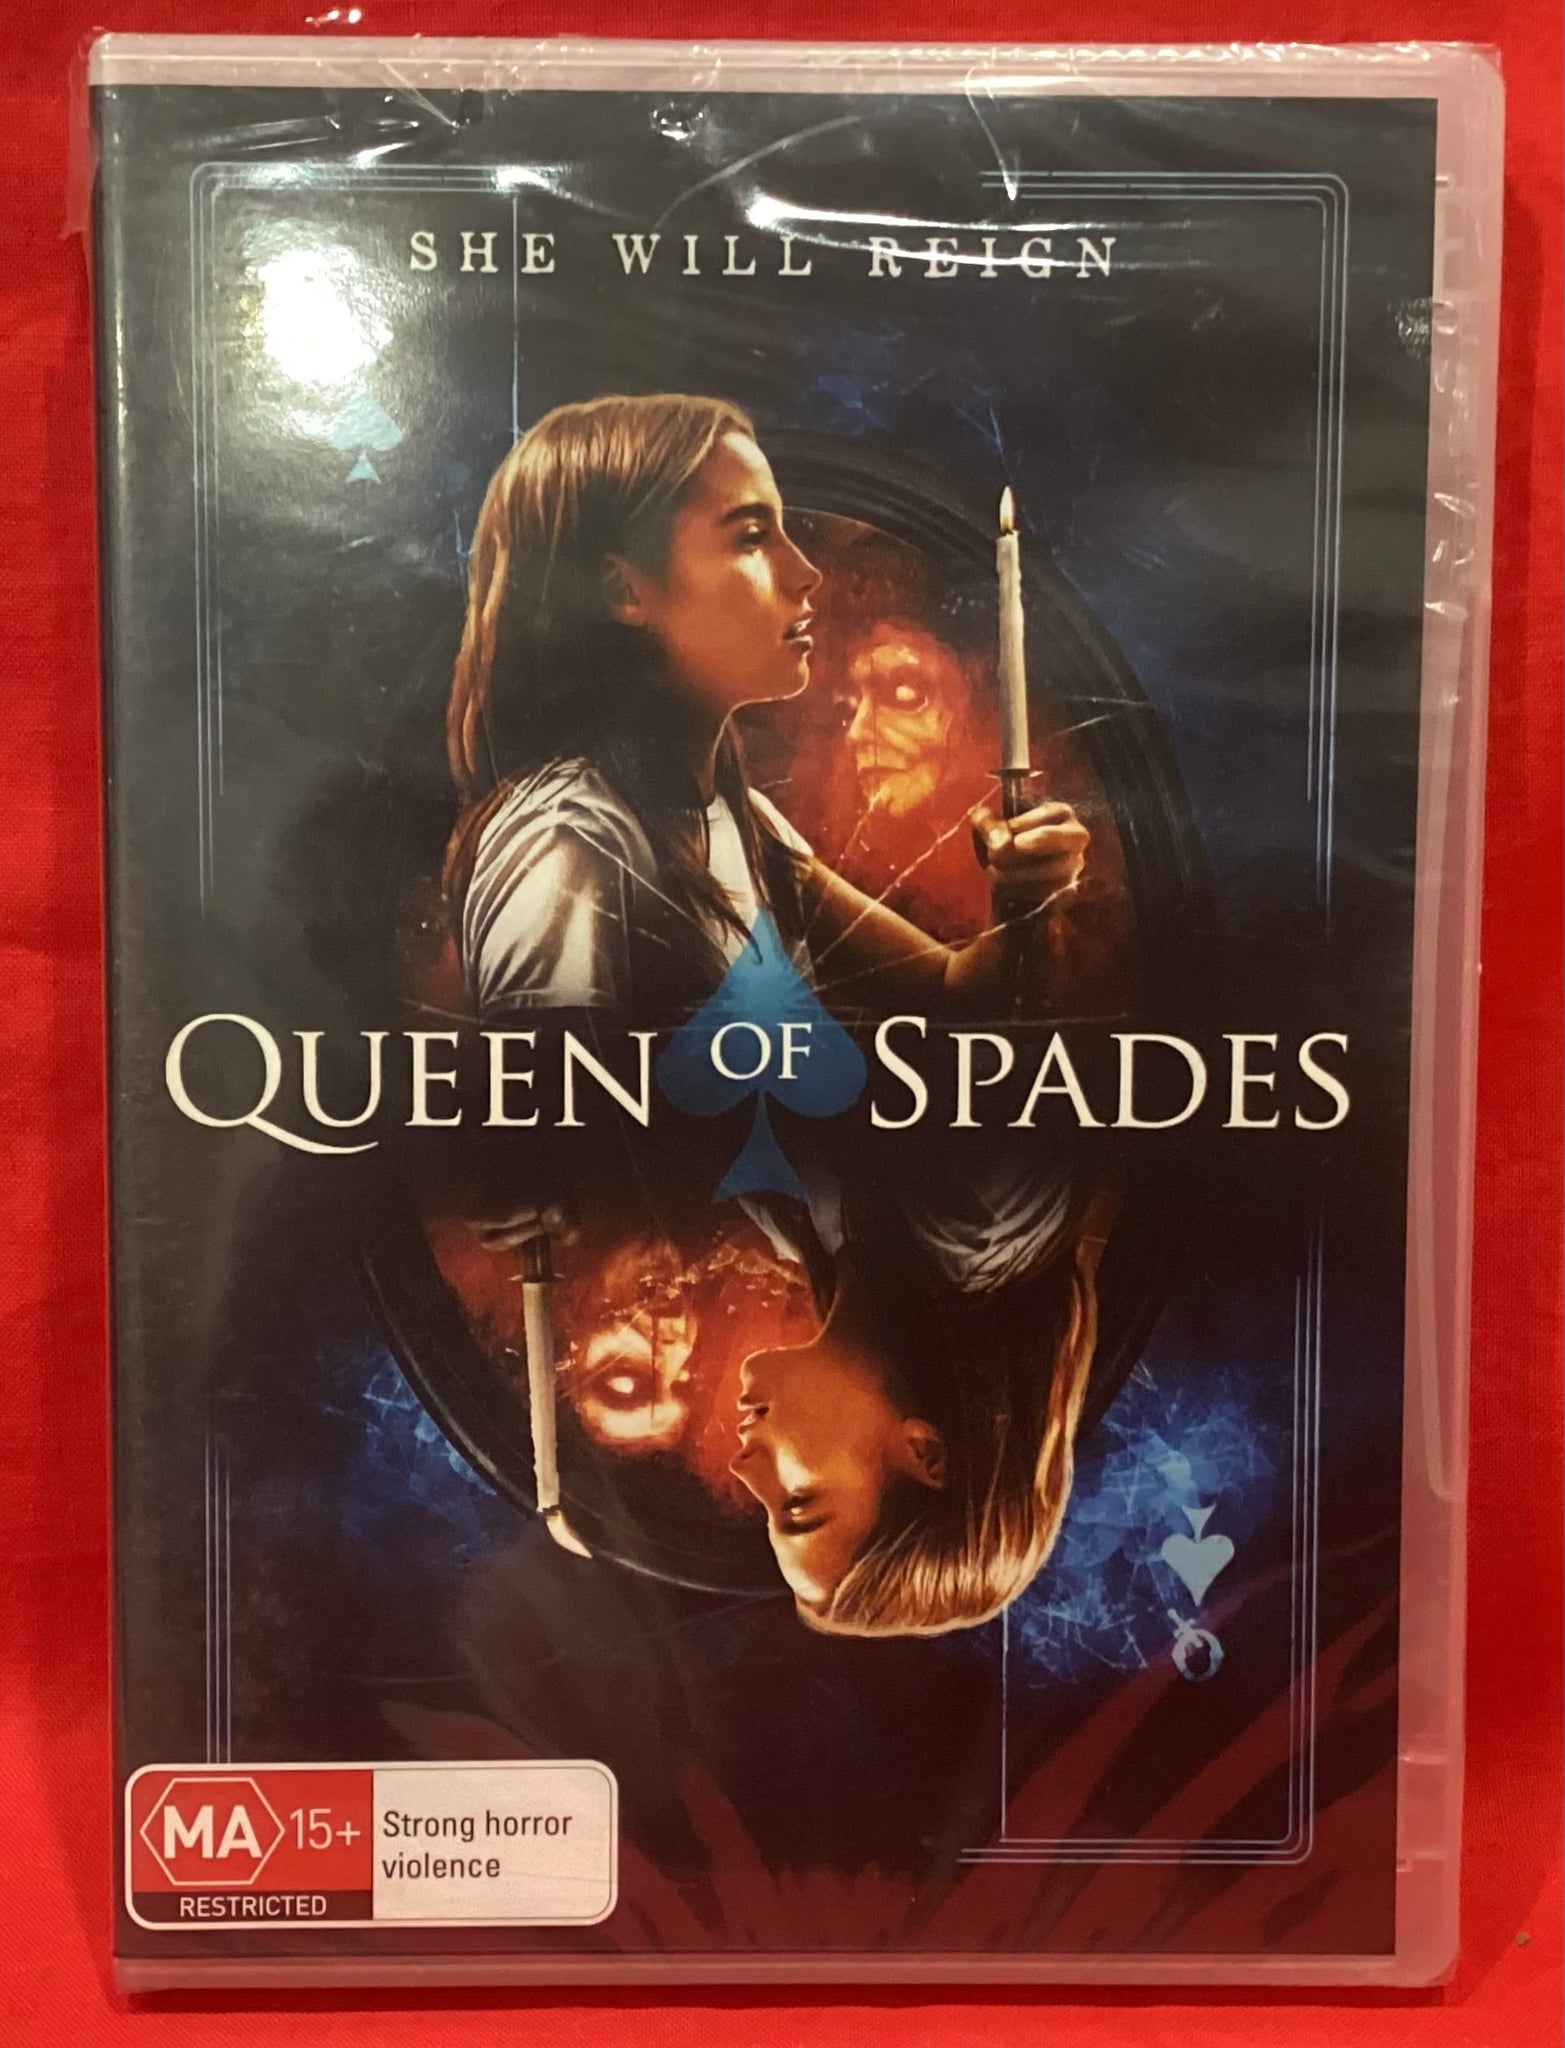 SHE WILL REIGN
QUEEN OF SPADES
Q
MA 15+
Strong horror
violence
RESTRICTED